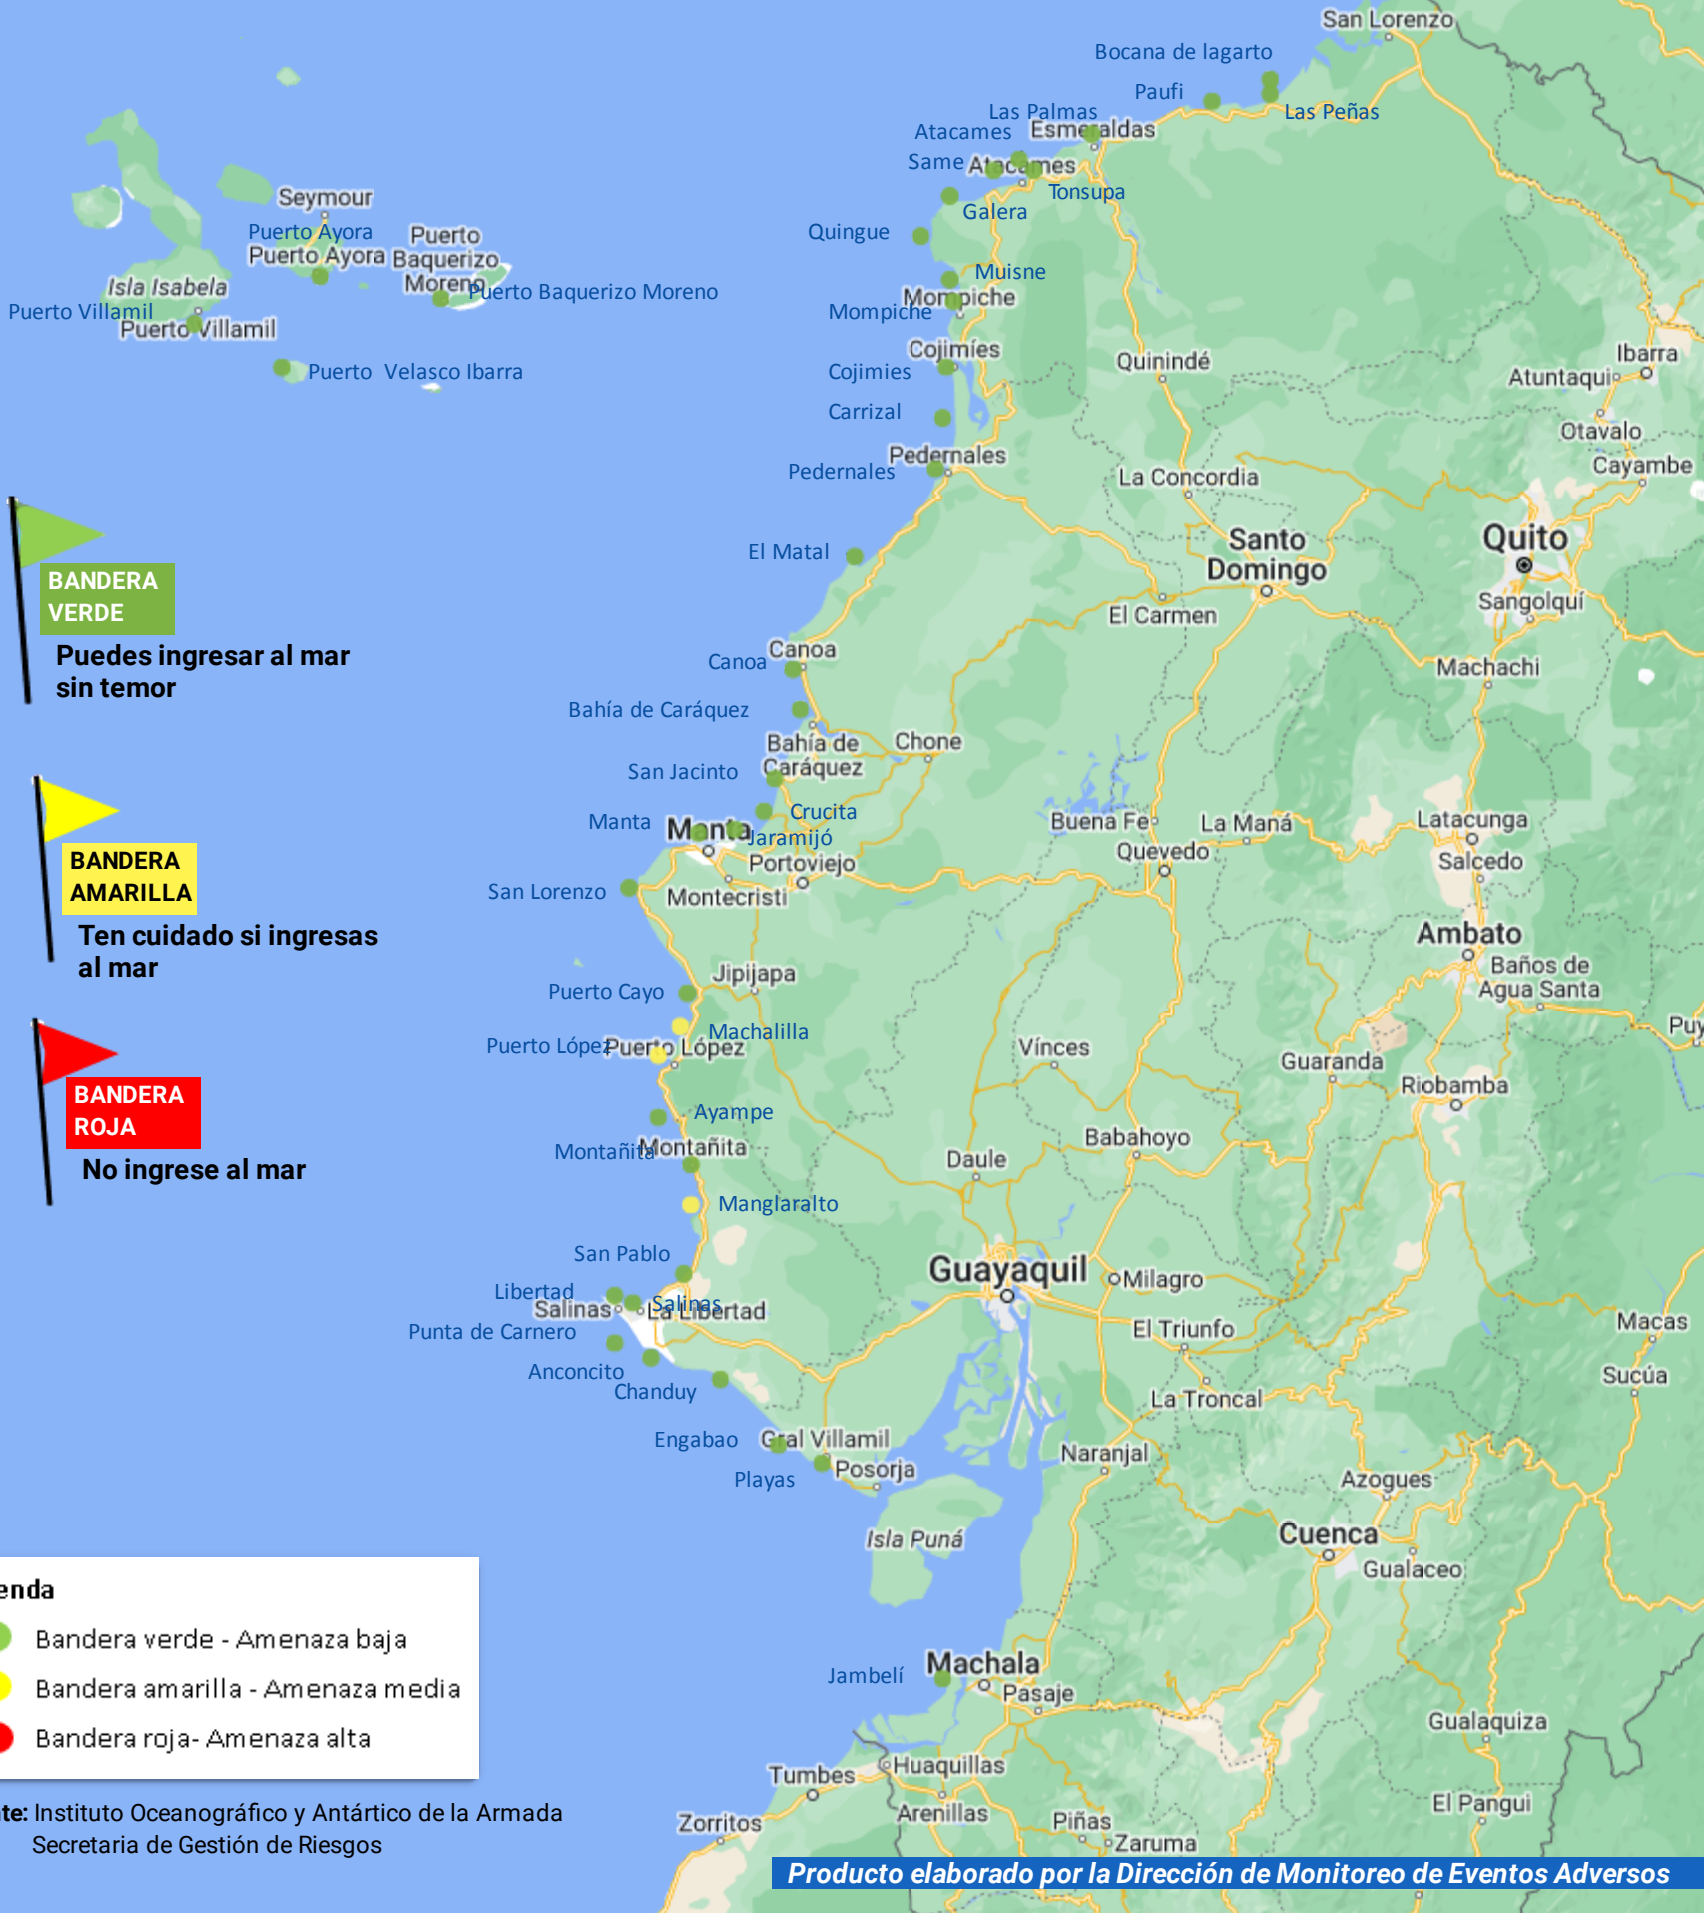 San Lorenzo
Bocana de lagarto
Paufi
Las Peñas
Las Palmas
Esmeraldas
Atacames
Same
Atacames
Tonsupa
Galera
Quingue
Muisne
Mompiche
Mompiche
Cojimíes
Cojimies
Carrizal
Pedernales
Pedernales
El Matal
Canoa
Canoa
Bahía de Caráquez
Bahía de
Caráquez
Chone
San Jacinto
Crucita
Manta
Manta
Jaramijó
Portoviejo
Montecristi
San Lorenzo
Jipijapa
Puerto Cayo
Machalilla
Puerto López
Puerto López
Ayampe
Montañita
Montañita
Manglaralto
San Pablo
Libertad
Salinas
Salinas
La Libertad
Punta de Carnero
Anconcito
Chanduy
Engabao
Gral Villamil
Playas
Posorja
Isla Puná
Jambelí
Machala
Pasaje
Huaquillas
Tumbes
Zorritos
Arenillas
Piñas
Zaruma
Seymour
Puerto Ayora
Puerto Ayora
Puerto
Baquerizo
Moreno
Puerto Baquerizo Moreno
Isla Isabela
Puerto Villamil
Puerto Villamil
Puerto Velasco Ibarra
Quinindé
Ibarra
Atuntaqui
Otavalo
Cayambe
La Concordia
Santo
Domingo
Quito
Sangolquí
El Carmen
Machachi
Buena Fe
La Maná
Latacunga
Quevedo
Salcedo
Ambato
Baños de
Agua Santa
Puy
Vínces
Guaranda
Riobamba
Babahoyo
Daule
Guayaquil
Milagro
El Triunfo
Macas
Sucúa
La Troncal
Naranjal
Azogues
Cuenca
Gualaceo
Gualaquiza
El Pangui
BANDERA
VERDE
Puedes ingresar al mar
sin temor
BANDERA
AMARILLA
Ten cuidado si ingresas
al mar
BANDERA
ROJA
No ingrese al mar
enda
Bandera verde - Amenaza baja
Bandera amarilla - Amenaza media
Bandera roja- Amenaza alta
te: Instituto Oceanográfico y Antártico de la Armada
Secretaria de Gestión de Riesgos
Producto elaborado por la Dirección de Monitoreo de Eventos Adversos